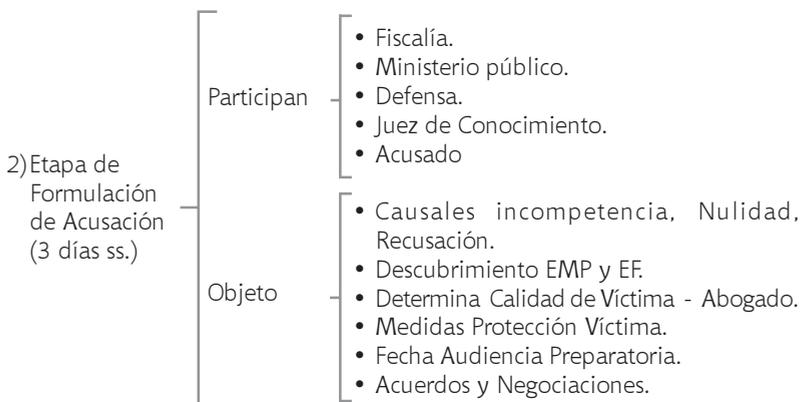 2) Etapa de
Formulación
de Acusación
(3 días ss.)
Participan
• Fiscalía.
• Ministerio público.
• Defensa.
• Juez de Conocimiento.
• Acusado
Objeto
• Causales incompetencia, Nulidad,
Recusación.
• Descubrimiento EMP y EF.
• Determina Calidad de Víctima - Abogado.
• Medidas Protección Víctima.
• Fecha Audiencia Preparatoria.
• Acuerdos y Negociaciones.